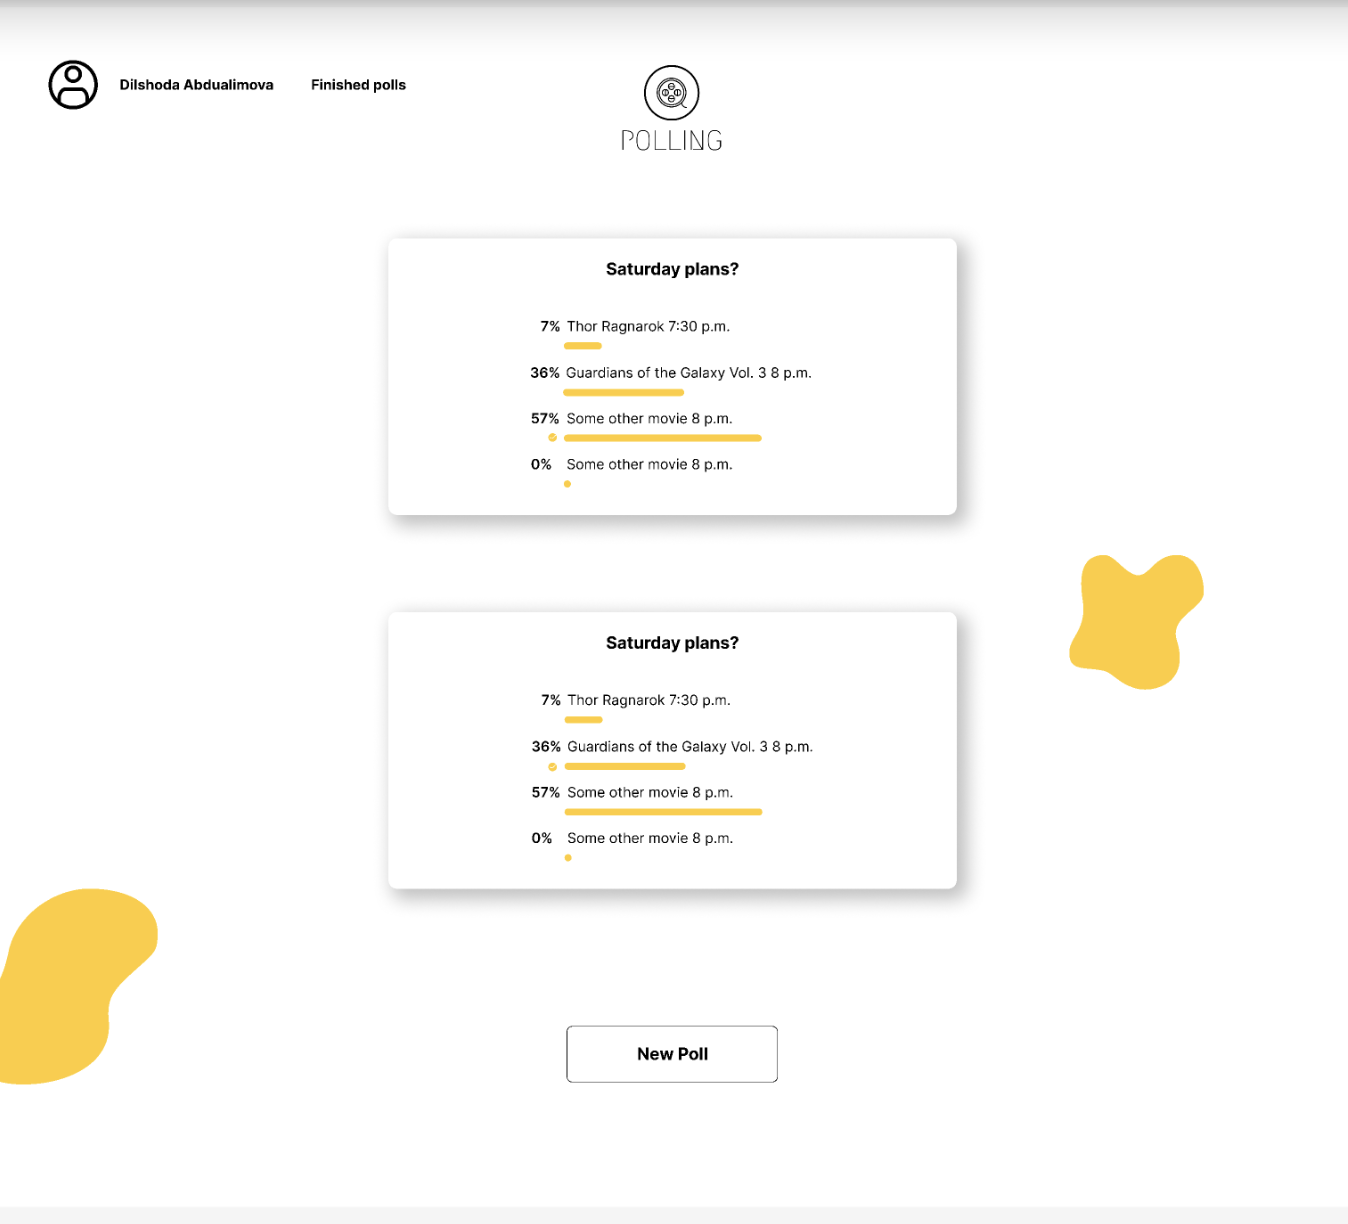 Dilshoda Abdualimova Finished polls
POLLING
Saturday plans?
7% Thor Ragnarok 7:30 p.m.
36% Guardians of the Galaxy Vol. 3 8 p.m.
57% Some other movie 8 p.m.
0% Some other movie 8 p.m.
Saturday plans?
7% Thor Ragnarok 7:30 p.m.
36% Guardians of the Galaxy Vol. 3 8 p.m.
57% Some other movie 8 p.m.
0% Some other movie 8 p.m.
New Poll